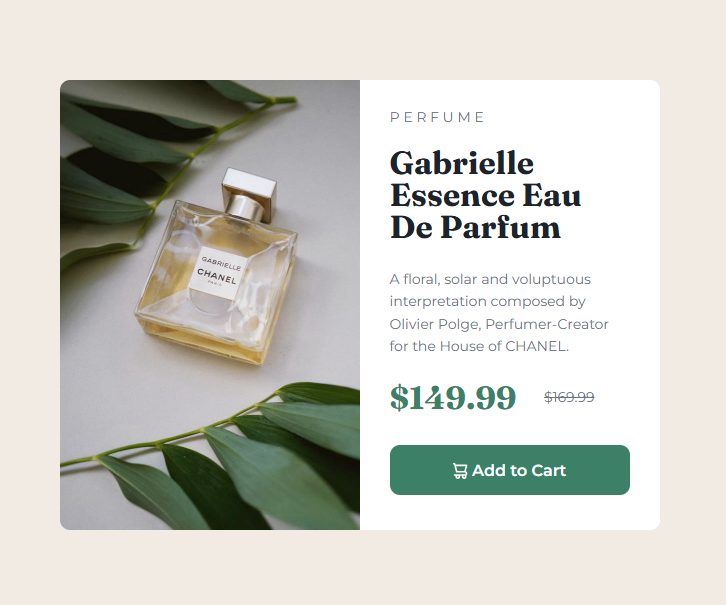 GABRIELLE
CHANEL
PARIS
PERFUME
Gabrielle
Essence Eau
De Parfum
A floral, solar and voluptuous
interpretation composed by
Olivier Polge, Perfumer-Creator
for the House of CHANEL.
$149.99 $169.99
Add to Cart